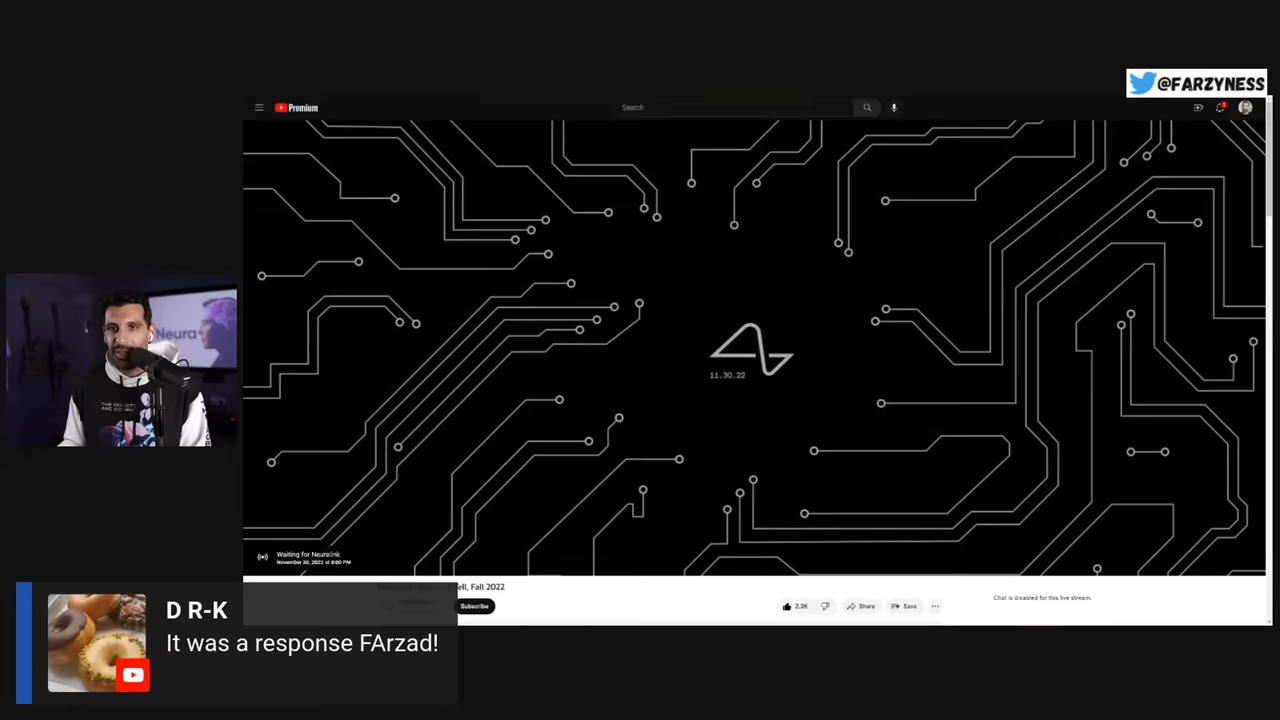 @FARZYNESS
Premium
Search
Neura
11.30.22
Waiting for Neuralink
November 30, 2022 at 8:00 PM
ell, Fall 2022
Subscribe
2.3K
Share
Save
Chat is disabled for this live stream.
D R-K
It was a response FArzad!